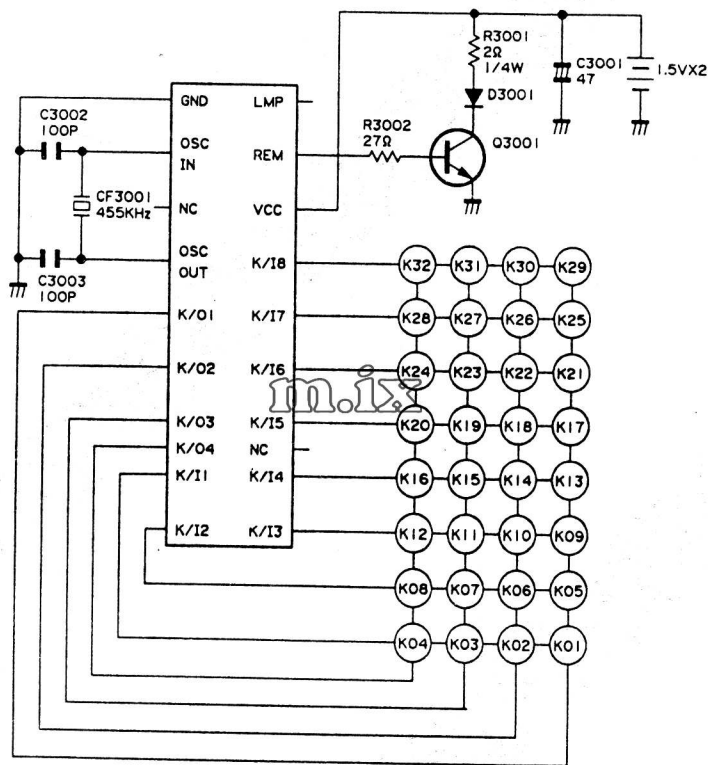 R3001
2Ω
1/4W
C3001
47
1.5VX2
D3001
GND
LMP
C3002
100P
OSC
IN
REM
R3002
27Ω
Q3001
CF3001
455KHz
NC
VCC
OSC
OUT
C3003
100P
K/I8
K32 K31 K30 K29
K/O1
K/I7
K28 K27 K26 K25
K/O2
K/I6
K24 K23 K22 K21
m.ix
K/O3
K/I5
K20 K19 K18 K17
K/O4
NC
K/I1
K/I4
K16 K15 K14 K13
K/I2
K/I3
K12 K11 K10 K09
K08 K07 K06 K05
K04 K03 K02 K01